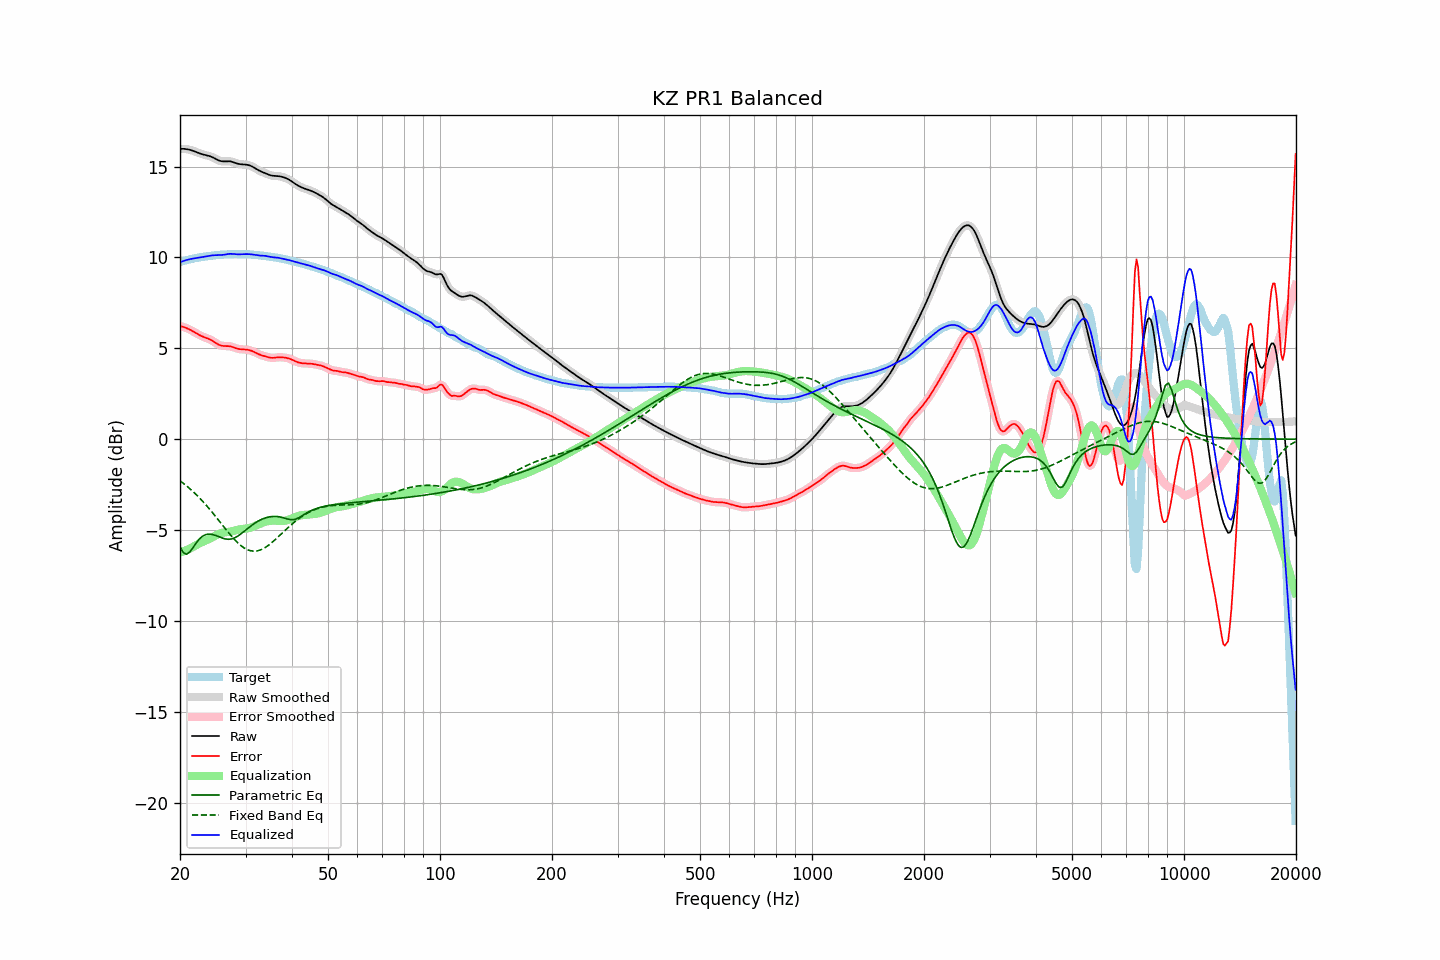 KZ PR1 Balanced
Amplitude (dBr)
15
10
5
0
−5
−10
−15
−20
Target
Raw Smoothed
Error Smoothed
Raw
Error
Equalization
Parametric Eq
Fixed Band Eq
Equalized
20
50
100
200
500
1000
2000
5000
10000
20000
Frequency (Hz)